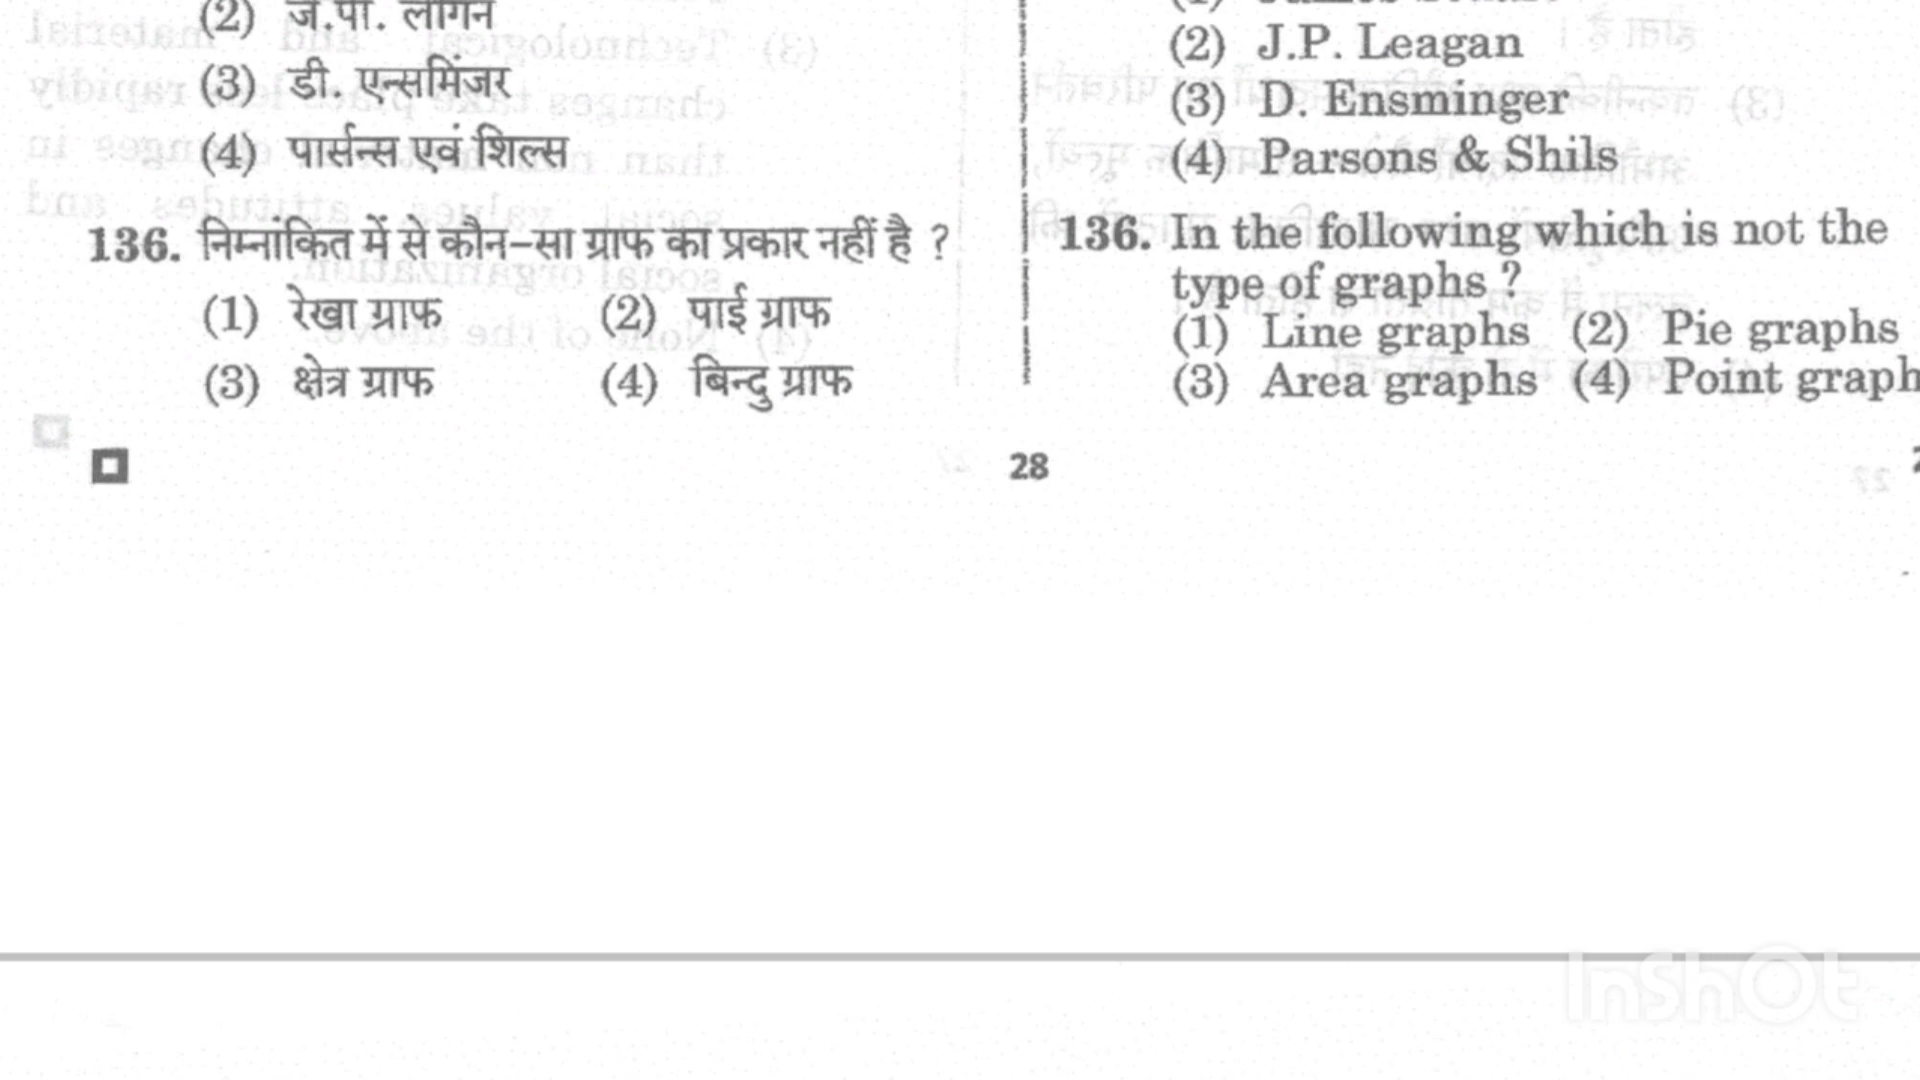 (2) जे.पी. लीगन
(3) डी. एन्समिंजर
(4) पार्सन्स एवं शिल्स
136. निम्नांकित में से कौन-सा ग्राफ का प्रकार नहीं है ?
(1) रेखा ग्राफ (2) पाई ग्राफ
(3) क्षेत्र ग्राफ (4) बिन्दु ग्राफ
(2) J.P. Leagan
(3) D. Ensminger
(4) Parsons & Shils
136. In the following which is not the
type of graphs ?
(1) Line graphs (2) Pie graphs
(3) Area graphs (4) Point graph
28
InShOt